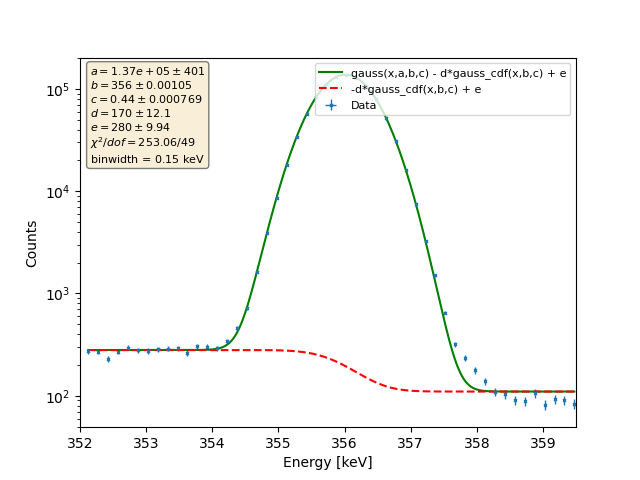 a = 1.37e + 05 ± 401
b = 356 ± 0.00105
c = 0.44 ± 0.000769
d = 170 ± 12.1
e = 280 ± 9.94
χ²/dof = 253.06/49
binwidth = 0.15 keV
gauss(x,a,b,c) - d*gauss_cdf(x,b,c) + e
-d*gauss_cdf(x,b,c) + e
Data
10⁵
10⁴
10³
10²
Counts
352 353 354 355 356 357 358 359
Energy [keV]